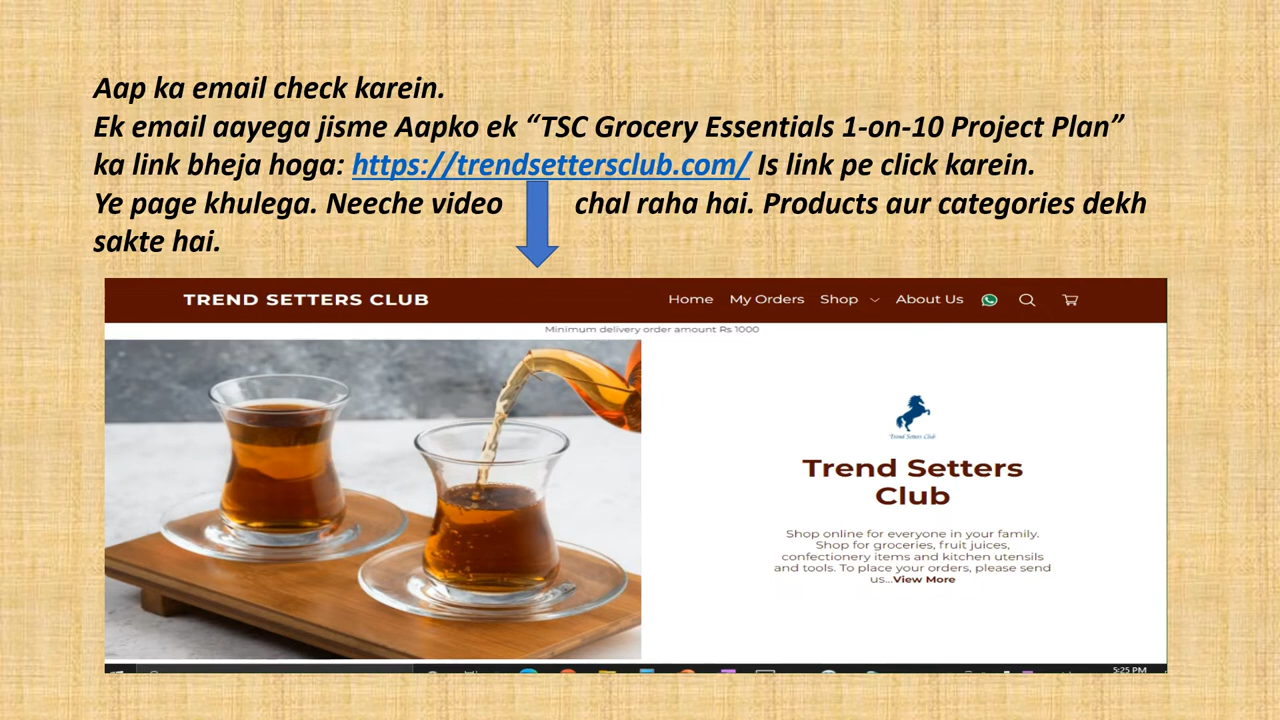 Aap ka email check karein.
Ek email aayega jisme Aapko ek “TSC Grocery Essentials 1-on-10 Project Plan”
ka link bheja hoga: https://trendsettersclub.com/ Is link pe click karein.
Ye page khulega. Neeche video chal raha hai. Products aur categories dekh
sakte hai.
TREND SETTERS CLUB Home My Orders Shop About Us
Minimum delivery order amount Rs 1000
Trend Setters Club
Trend Setters
Club
Shop online for everyone in your family.
Shop for groceries, fruit juices,
confectionery items and kitchen utensils
and tools. To place your orders, please send
us...View More
5:25 PM